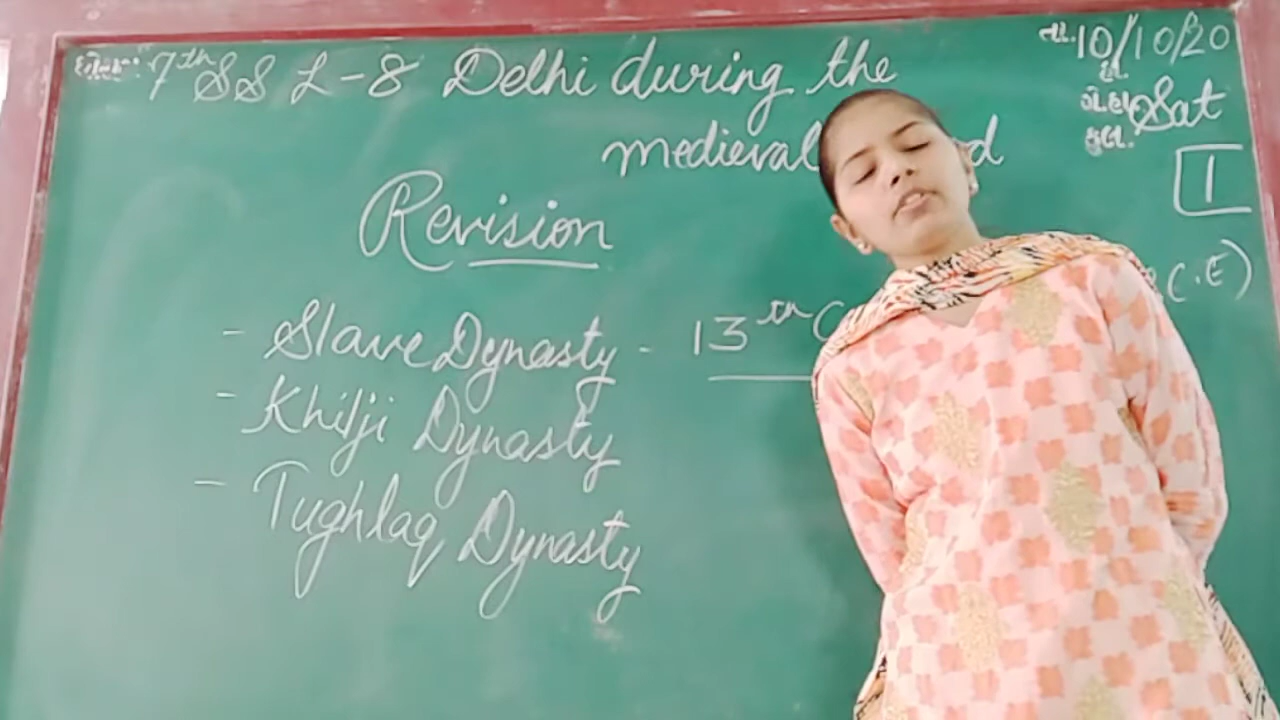 7th SS L-8 Delhi during the
medieval
Revision
- Slave Dynasty - 13th C
- Khilji Dynasty
- Tughlaq Dynasty
તા. 10/10/20
Sat
1
C.E)